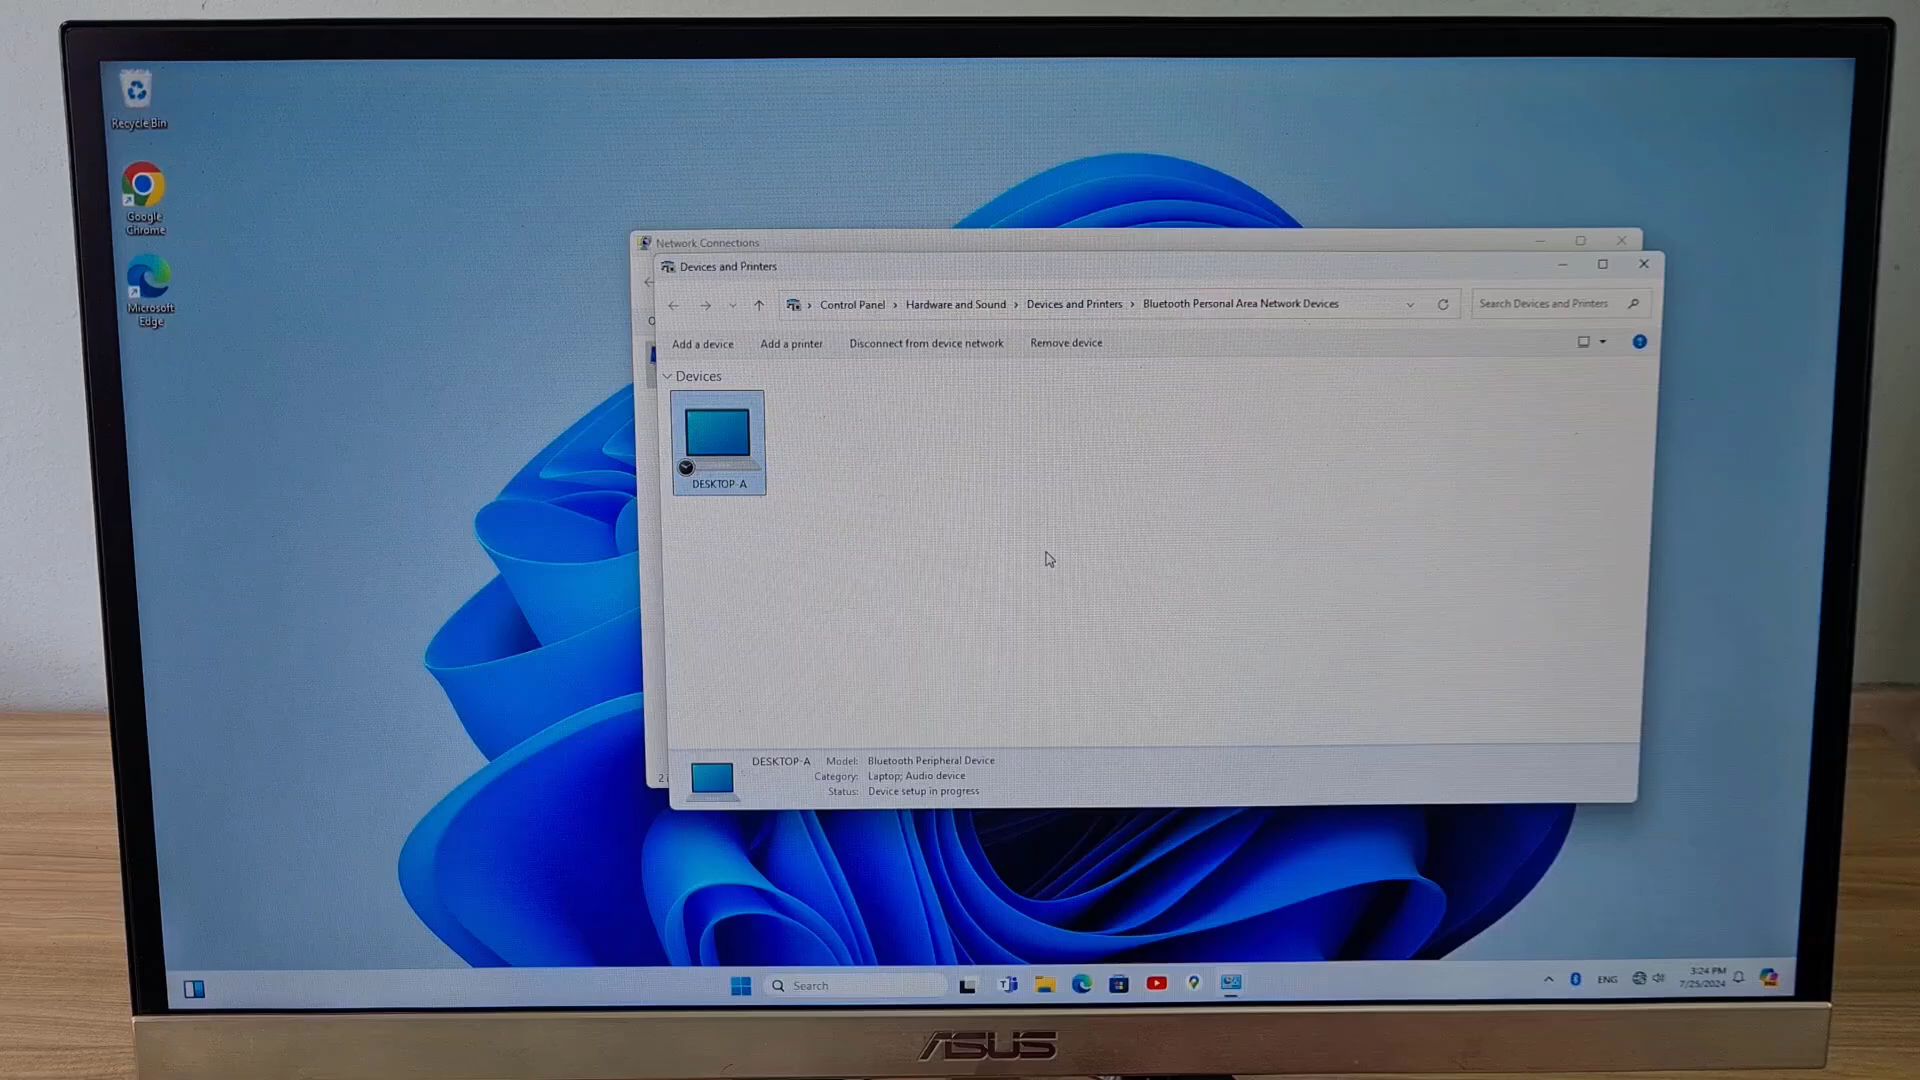 Recycle Bin
Google
Chrome
Microsoft
Edge
Network Connections
Devices and Printers
Control Panel > Hardware and Sound > Devices and Printers > Bluetooth Personal Area Network Devices
Search Devices and Printers
Add a device
Add a printer
Disconnect from device network
Remove device
Devices
DESKTOP-A
DESKTOP-A Model: Bluetooth Peripheral Device
Category: Laptop; Audio device
Status: Device setup in progress
Search
ENG
3:24 PM
7/25/2024
ASUS